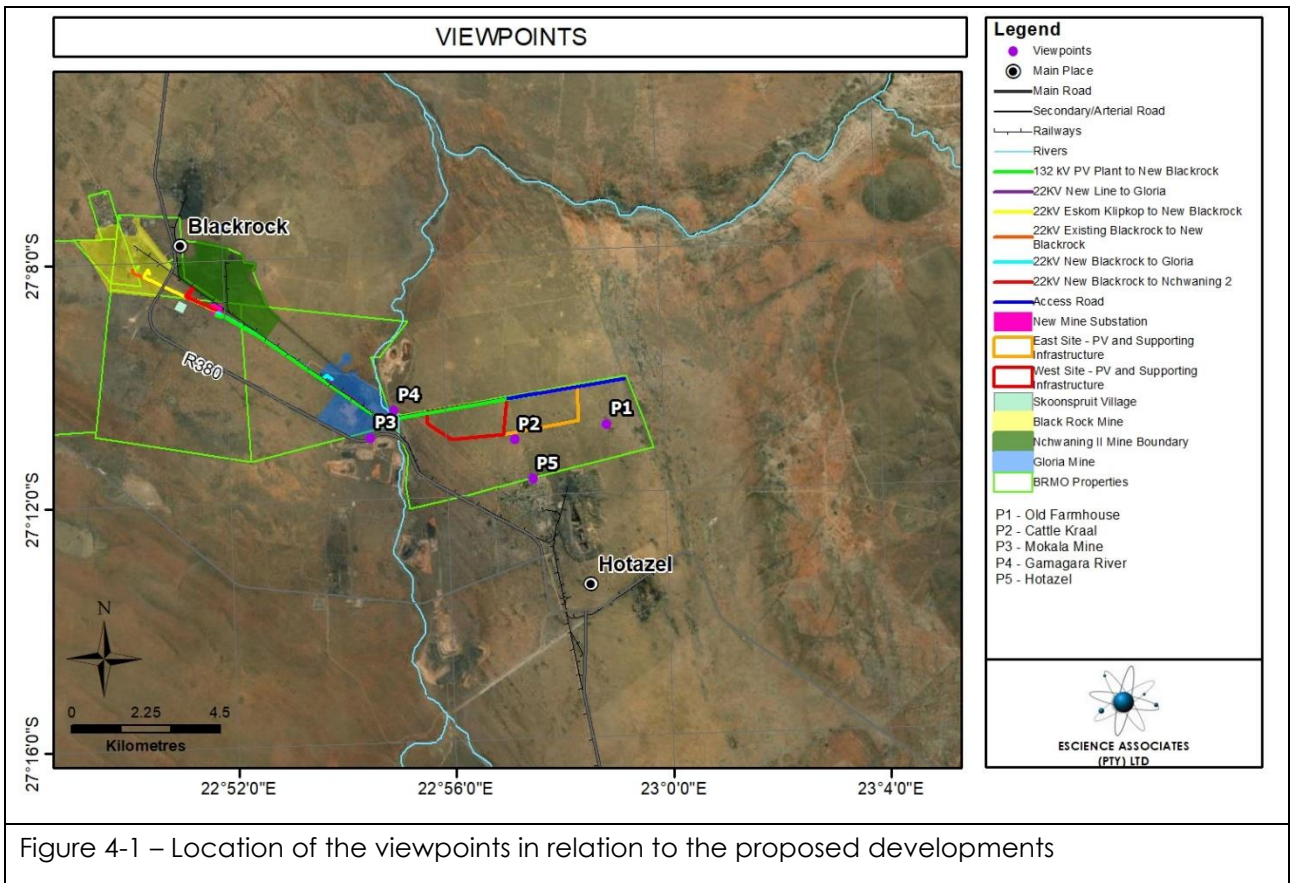 VIEWPOINTS
Blackrock
R380
P4
P3
P2
P1
P5
Hotazel
N
0 2.25 4.5
Kilometres
27°8'0"S
27°12'0"S
27°16'0"S
22°52'0"E 22°56'0"E 23°0'0"E 23°4'0"E
Legend
Viewpoints
Main Place
Main Road
Secondary/Arterial Road
Railways
Rivers
132 kV PV Plant to New Blackrock
22KV New Line to Gloria
22kV Eskom Klipkop to New Blackrock
22kV Existing Blackrock to New
Blackrock
22kV New Blackrock to Gloria
22kV New Blackrock to Nchwaning 2
Access Road
New Mine Substation
East Site - PV and Supporting
Infrastructure
West Site - PV and Supporting
Infrastructure
Skoonspruit Village
Black Rock Mine
Nchwaning II Mine Boundary
Gloria Mine
BRMO Properties
P1 - Old Farmhouse
P2 - Cattle Kraal
P3 - Mokala Mine
P4 - Gamagara River
P5 - Hotazel
ESCIENCE ASSOCIATES
(PTY) LTD
Figure 4-1 – Location of the viewpoints in relation to the proposed developments